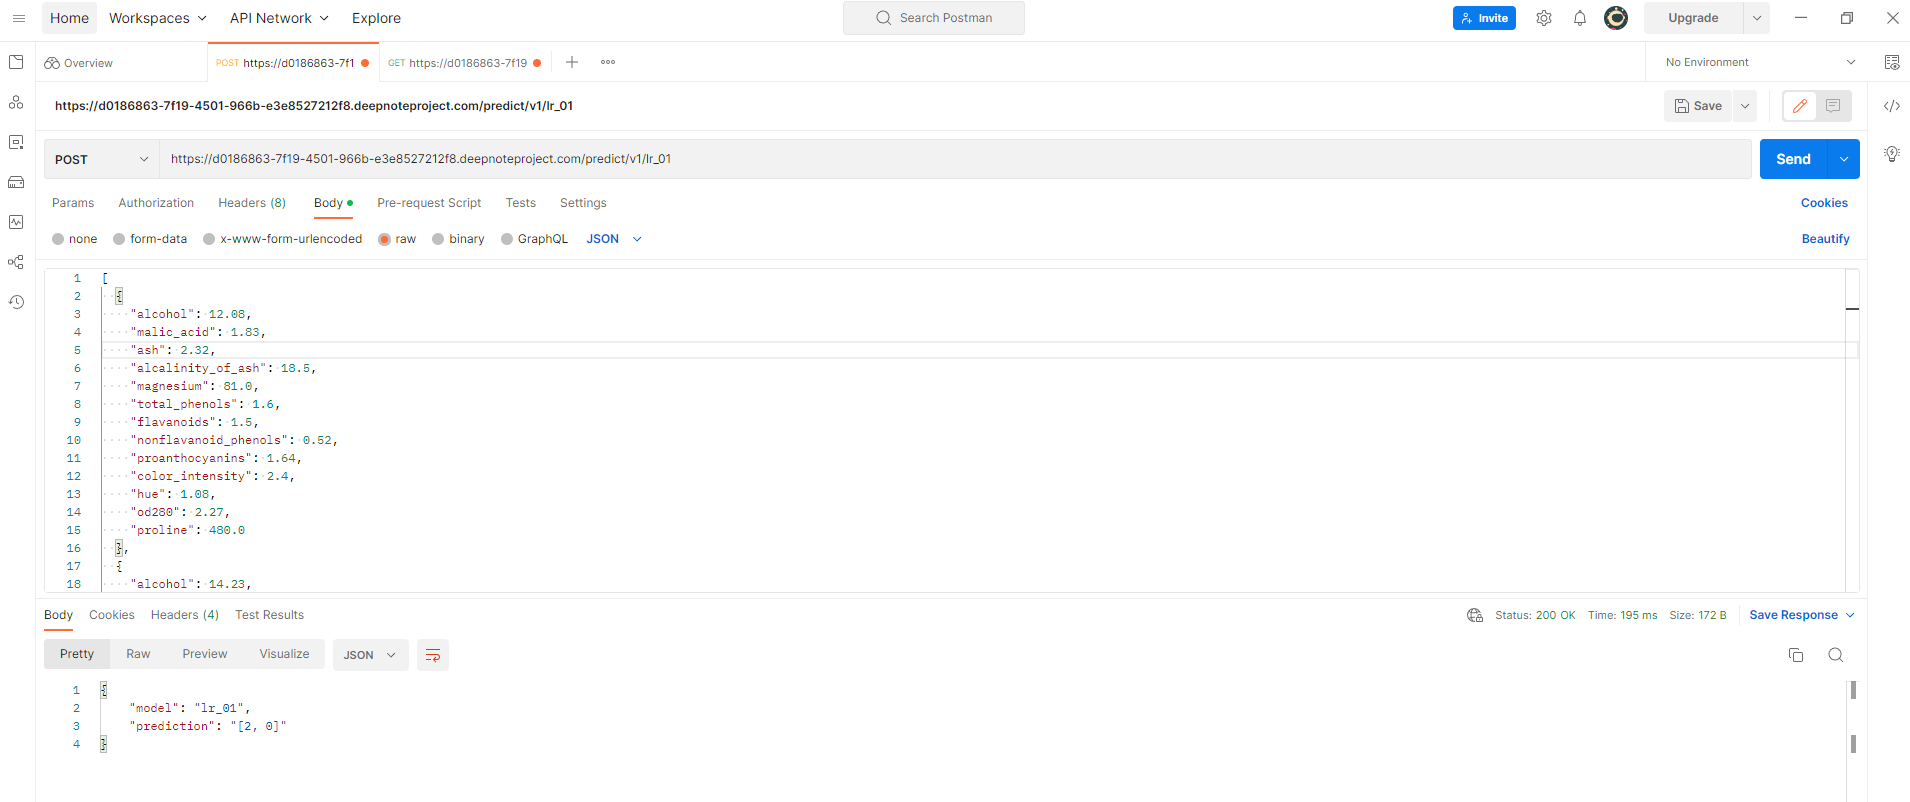 Home Workspaces API Network Explore Search Postman Invite Upgrade
Overview POST https://d0186863-7f1 GET https://d0186863-7f19 No Environment
https://d0186863-7f19-4501-966b-e3e8527212f8.deepnoteproject.com/predict/v1/lr_01 Save
POST https://d0186863-7f19-4501-966b-e3e8527212f8.deepnoteproject.com/predict/v1/lr_01 Send
Params Authorization Headers (8) Body Pre-request Script Tests Settings Cookies
none form-data x-www-form-urlencoded raw binary GraphQL JSON Beautify
1 [
2 {
3 "alcohol": 12.08,
4 "malic_acid": 1.83,
5 "ash": 2.32,
6 "alcalinity_of_ash": 18.5,
7 "magnesium": 81.0,
8 "total_phenols": 1.6,
9 "flavanoids": 1.5,
10 "nonflavanoid_phenols": 0.52,
11 "proanthocyanins": 1.64,
12 "color_intensity": 2.4,
13 "hue": 1.08,
14 "od280": 2.27,
15 "proline": 480.0
16 },
17 {
18 "alcohol": 14.23,
Body Cookies Headers (4) Test Results Status: 200 OK Time: 195 ms Size: 172 B Save Response
Pretty Raw Preview Visualize JSON
1 {
2 "model": "lr_01",
3 "prediction": "[2, 0]"
4 }